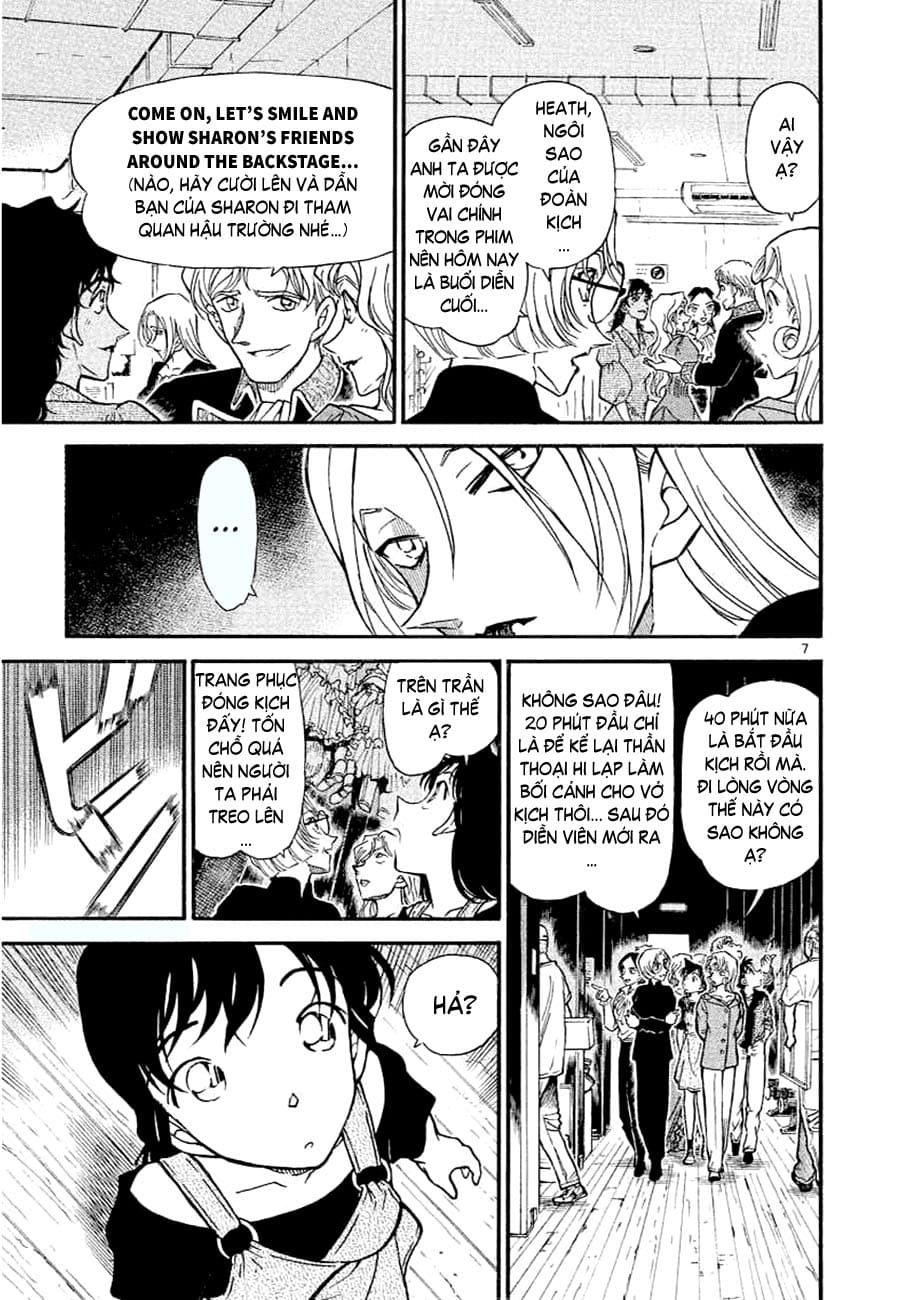 AI
VẬY
Ạ?
HEATH,
NGÔI
SAO
CỦA
ĐOÀN
KỊCH
...
GẦN ĐÂY
ANH TA ĐƯỢC
MỜI ĐÓNG
VAI CHÍNH
TRONG PHIM
NÊN HÔM NAY
LÀ BUỔI DIỄN
CUỐI...
COME ON, LET'S SMILE AND
SHOW SHARON'S FRIENDS
AROUND THE BACKSTAGE...
(NÀO, HÃY CƯỜI LÊN VÀ DẪN
BẠN CỦA SHARON ĐI THAM
QUAN HẬU TRƯỜNG NHÉ...)
...
7
40 PHÚT NỮA
LÀ BẮT ĐẦU
KỊCH RỒI MÀ.
ĐI LÒNG VÒNG
THẾ NÀY CÓ
SAO KHÔNG
Ạ?
KHÔNG SAO ĐÂU!
20 PHÚT ĐẦU CHỈ
LÀ ĐỂ KỂ LẠI THẦN
THOẠI HI LẠP LÀM
BỐI CẢNH CHO VỞ
KỊCH THÔI... SAU ĐÓ
DIỄN VIÊN MỚI RA
...
TRÊN TRẦN
LÀ GÌ THẾ
Ạ?
TRANG PHỤC
ĐÓNG KỊCH
ĐẤY! TỐN
CHỖ QUÁ
NÊN NGƯỜI
TA PHẢI
TREO LÊN
...
HẢ?